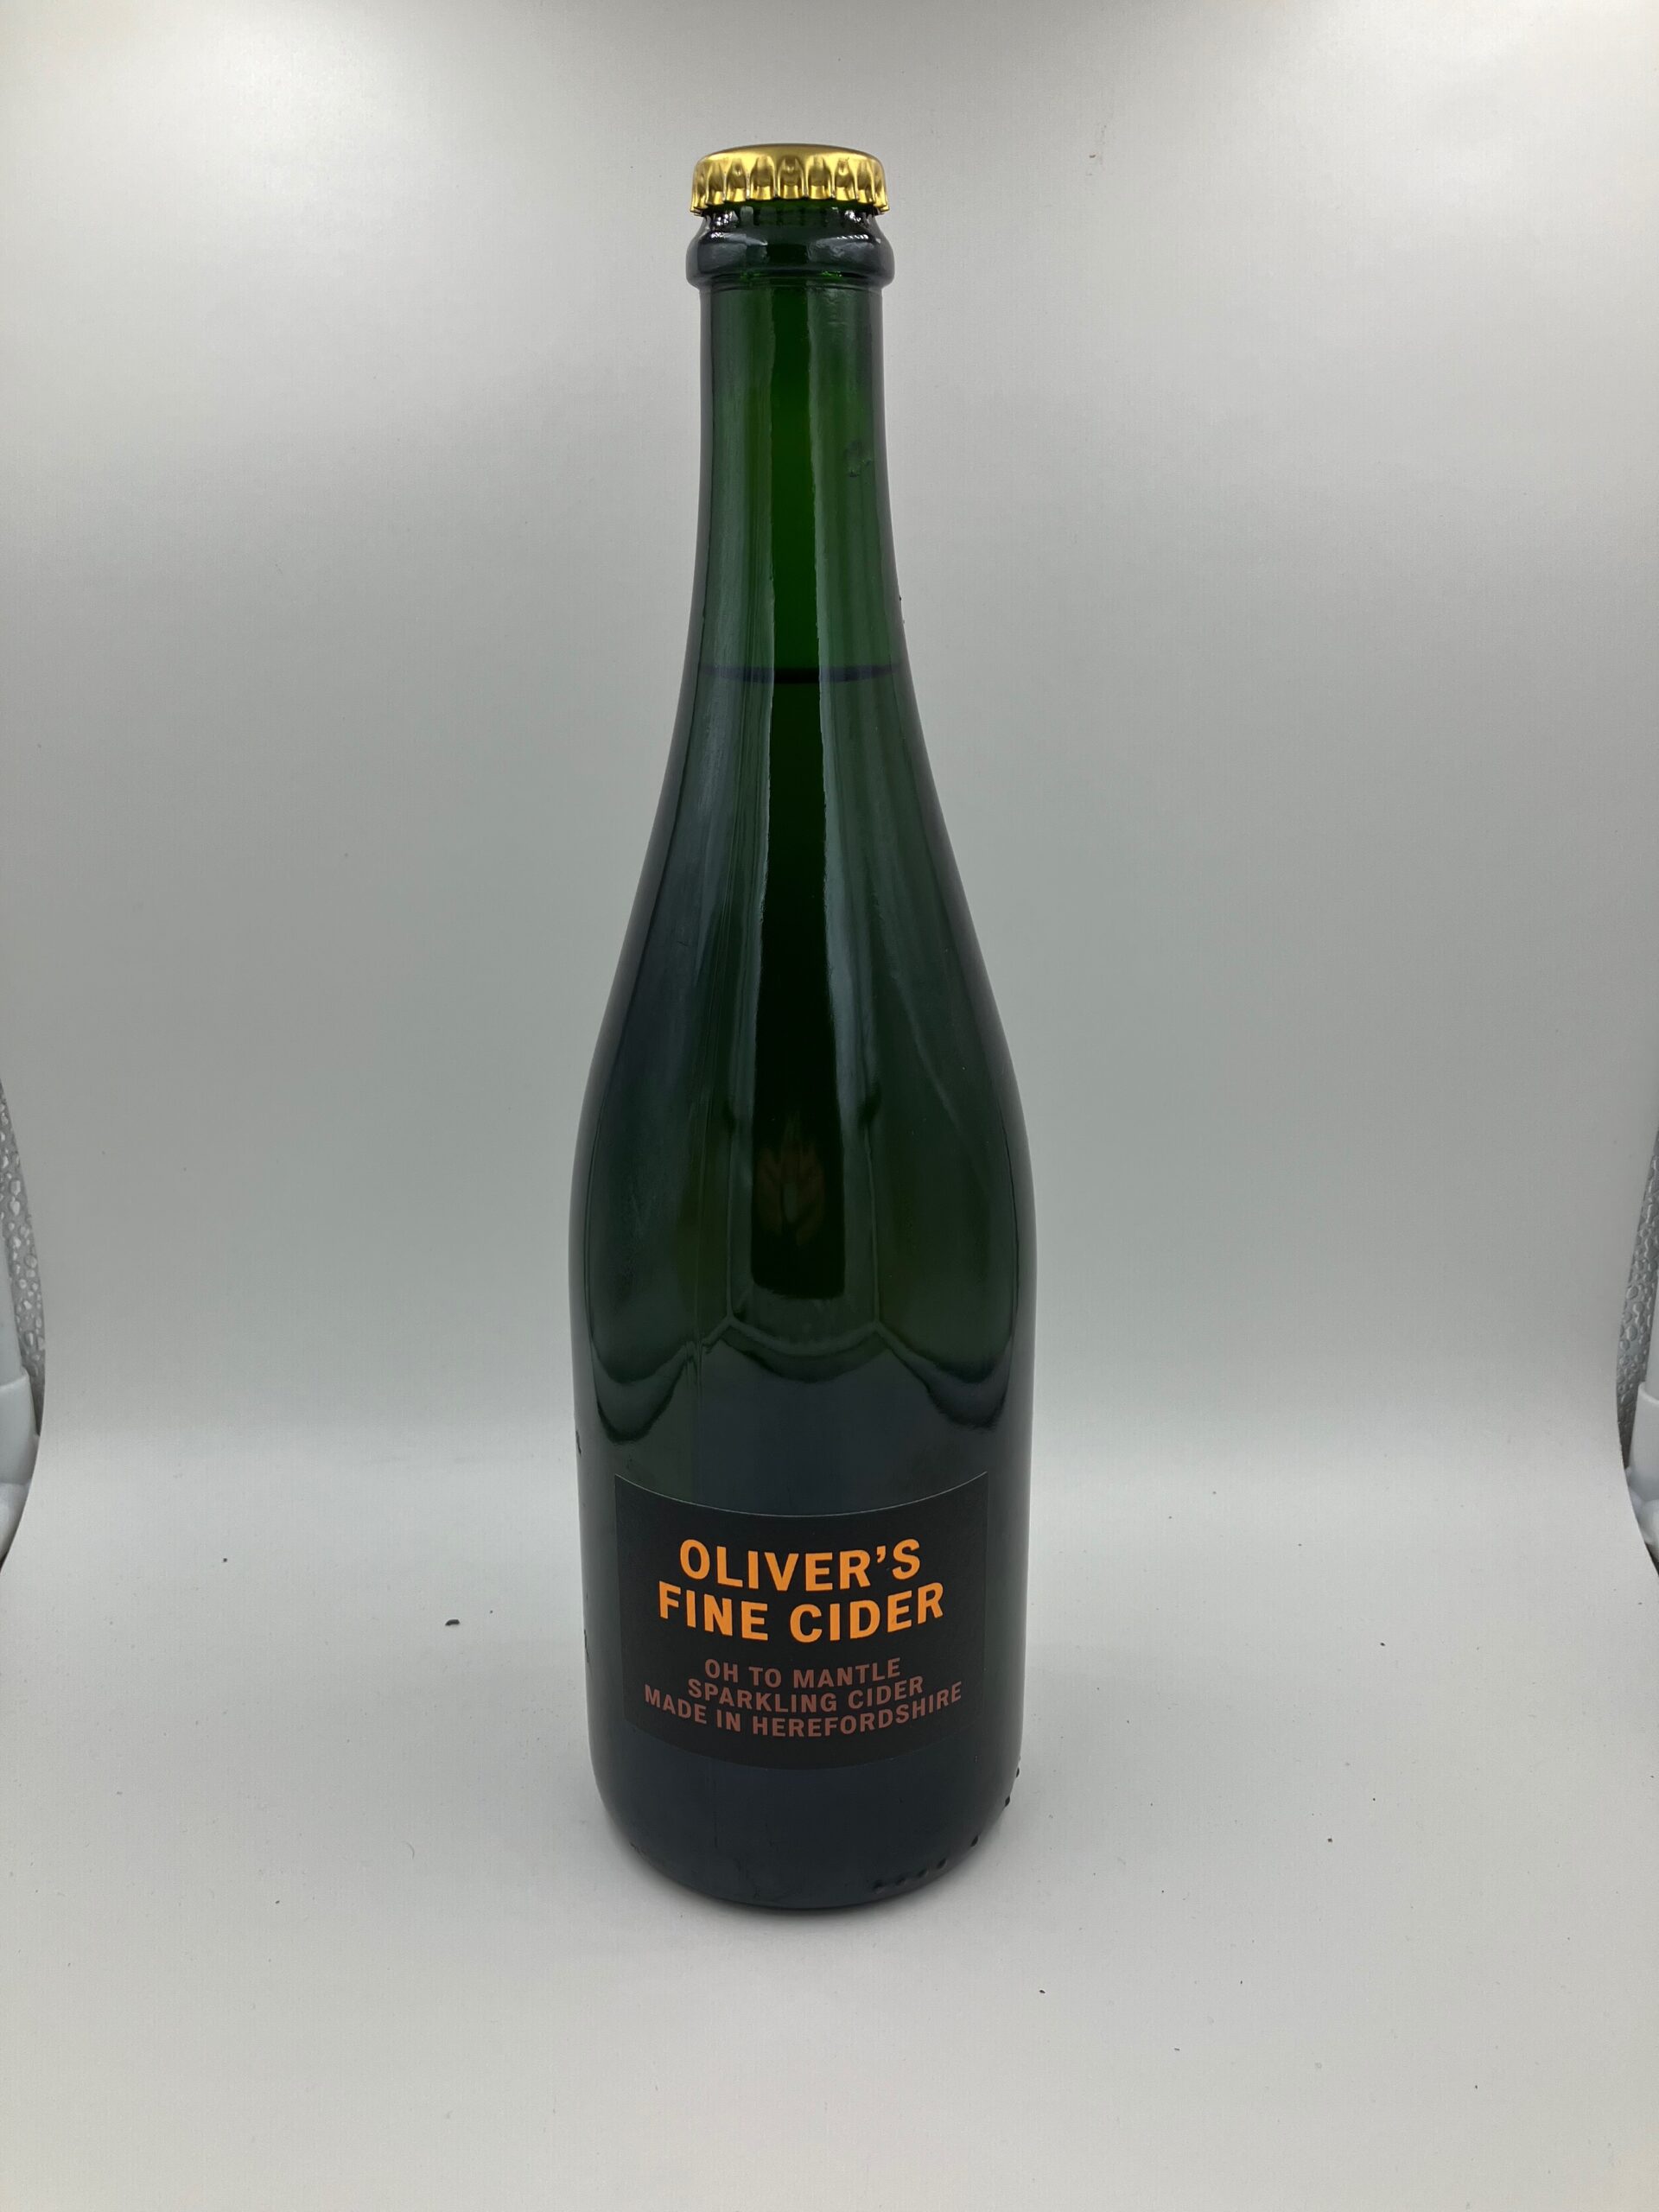 OLIVER'S
FINE CIDER
OH TO MANTLE
SPARKLING CIDER
MADE IN HEREFORDSHIRE